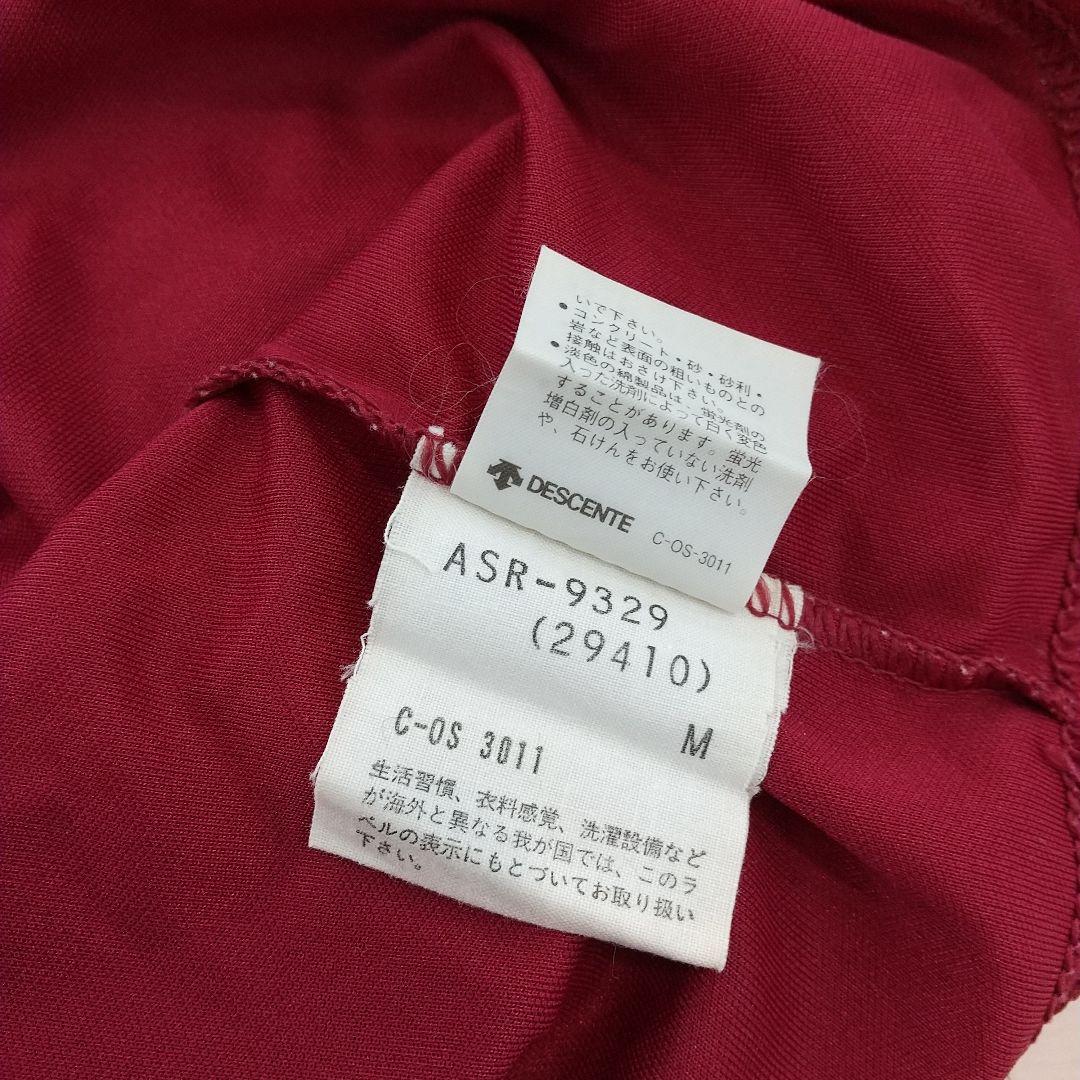 いで下さい。
●コンクリート・砂・砂利・
岩など表面の粗いものとの
接触はおさけ下さい。
●淡色の綿製品は、蛍光剤の
入った洗剤によって白く変色
することがあります。蛍光
増白剤の入っていない洗剤
や、石けんをお使い下さい。
DESCENTE C-OS-3011
ASR-9329
(29410)
M
C-OS 3011
生活習慣、衣料感覚、洗濯設備など
が海外と異なる我が国では、このラ
ベルの表示にもとづいてお取り扱い
下さい。